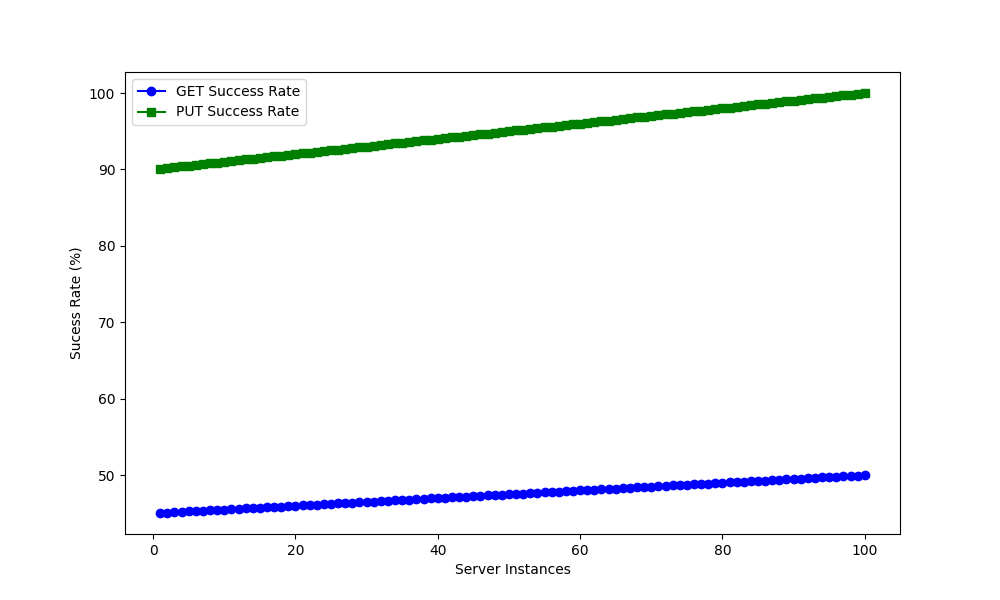 GET Success Rate
PUT Success Rate
100
90
80
70
60
50
Sucess Rate (%)
0 20 40 60 80 100
Server Instances